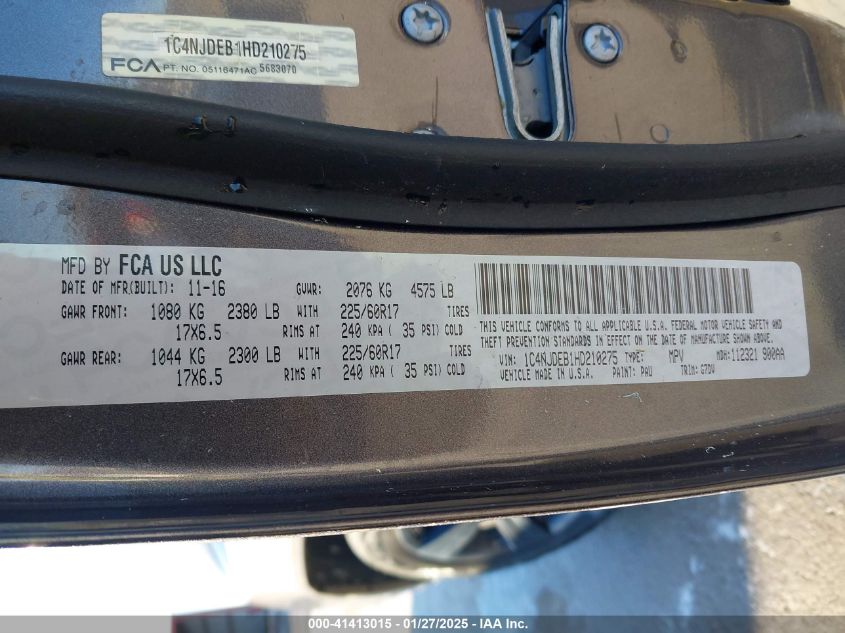 1C4NJDEB1HD210275
FCA PT. NO. 05116471AC 5683070
MFD BY FCA US LLC
DATE OF MFR(BUILT): 11-16 GVWR: 2076 KG 4575 LB
GAWR FRONT: 1080 KG 2380 LB WITH 225/60R17 TIRES
17X6.5 RIMS AT 240 KPA ( 35 PSI) COLD
GAWR REAR: 1044 KG 2300 LB WITH 225/60R17 TIRES
17X6.5 RIMS AT 240 KPA ( 35 PSI) COLD
THIS VEHICLE CONFORMS TO ALL APPLICABLE U.S.A. FEDERAL MOTOR VEHICLE SAFETY AND
THEFT PREVENTION STANDARDS IN EFFECT ON THE DATE OF MANUFACTURE SHOWN ABOVE.
VIN: 1C4NJDEB1HD210275 TYPE: MPV MDH: 112321 900AA
VEHICLE MADE IN U.S.A. PAINT: PAU TRIM: G7DV
000-41413015 - 01/27/2025 - IAA Inc.